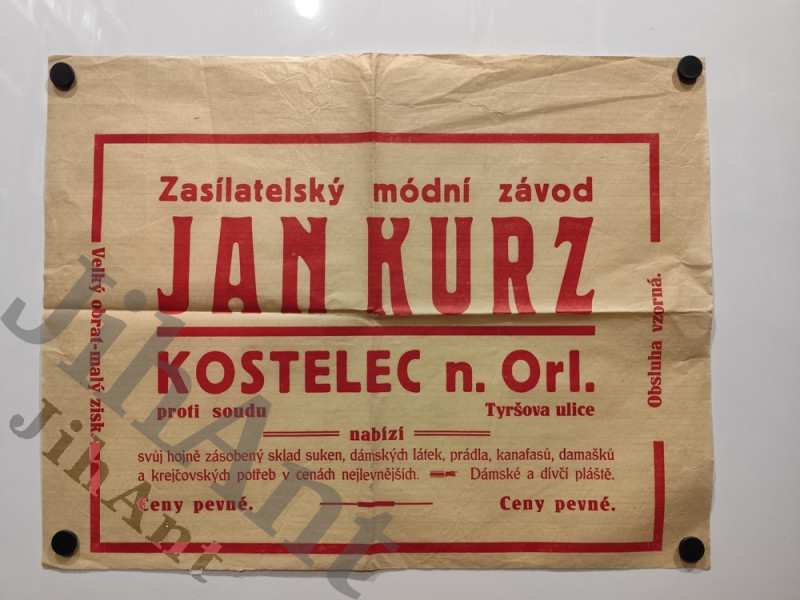 Zasílatelský módní závod
JAN KURZ
KOSTELEC n. Orl.
proti soudu Tyršova ulice
nabízí
svůj hojně zásobený sklad suken, dámských látek, prádla, kanafasů, damašků
a krejčovských potřeb v cenách nejlevnějších. Dámské a dívčí pláště.
Ceny pevné. Ceny pevné.
Velký obrat-malý zisk.
Obsluha vzorná.
JihAnt
JihAnt